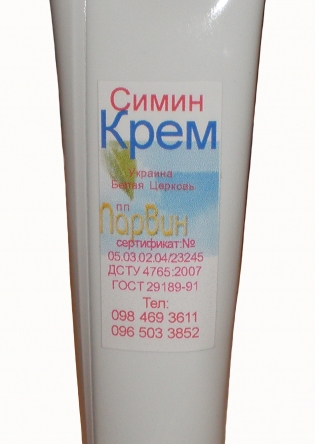 Симин
Крем
Украина
Белая Церковь
пп
ПарВин
сертификат:№
05.03.02.04/23245
ДСТУ 4765:2007
ГОСТ 29189-91
Тел:
098 469 3611
096 503 3852